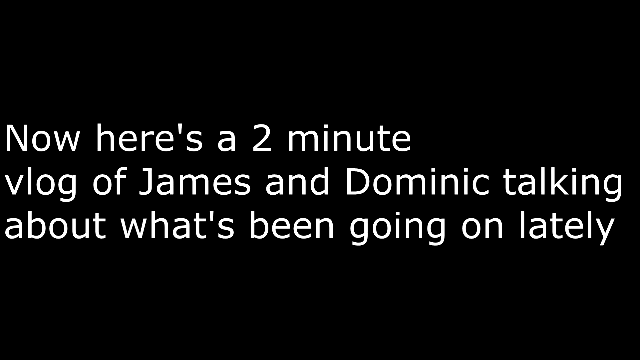 Now here's a 2 minute
vlog of James and Dominic talking
about what's been going on lately